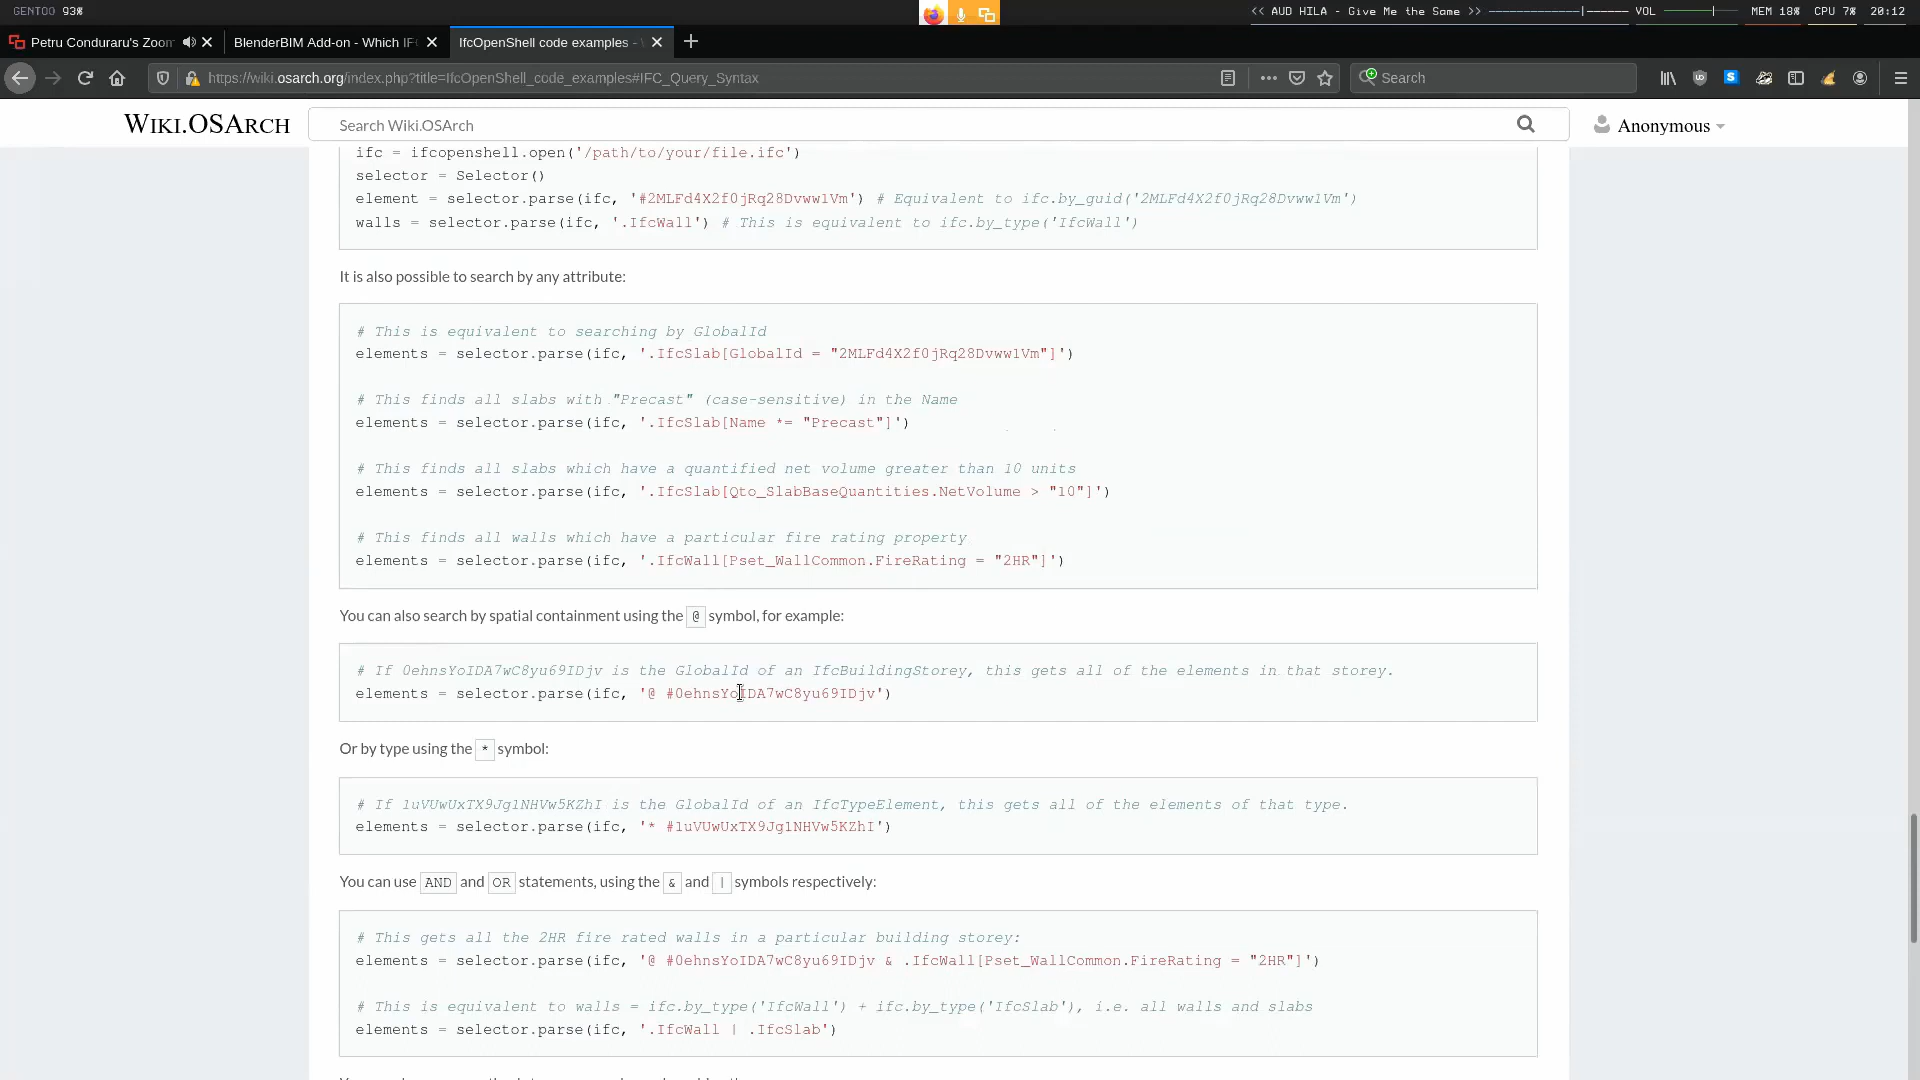 GENTOO 93%
<< AUD HILA - Give Me the Same >>
VOL
MEM 18%
CPU 7%
20:12
Petru Conduraru's Zoom
BlenderBIM Add-on - Which IF
IfcOpenShell code examples -
https://wiki.osarch.org/index.php?title=IfcOpenShell_code_examples#IFC_Query_Syntax
Search
WIKI.OSARCH
Search Wiki.OSArch
Anonymous
ifc = ifcopenshell.open('/path/to/your/file.ifc')
selector = Selector()
element = selector.parse(ifc, '#2MLFd4X2f0jRq28Dvww1Vm') # Equivalent to ifc.by_guid('2MLFd4X2f0jRq28Dvww1Vm')
walls = selector.parse(ifc, '.IfcWall') # This is equivalent to ifc.by_type('IfcWall')
It is also possible to search by any attribute:
# This is equivalent to searching by GlobalId
elements = selector.parse(ifc, '.IfcSlab[GlobalId = "2MLFd4X2f0jRq28Dvww1Vm"]')
# This finds all slabs with "Precast" (case-sensitive) in the Name
elements = selector.parse(ifc, '.IfcSlab[Name *= "Precast"]')
# This finds all slabs which have a quantified net volume greater than 10 units
elements = selector.parse(ifc, '.IfcSlab[Qto_SlabBaseQuantities.NetVolume > "10"]')
# This finds all walls which have a particular fire rating property
elements = selector.parse(ifc, '.IfcWall[Pset_WallCommon.FireRating = "2HR"]')
You can also search by spatial containment using the @ symbol, for example:
# If 0ehnsYoIDA7wC8yu69IDjv is the GlobalId of an IfcBuildingStorey, this gets all of the elements in that storey.
elements = selector.parse(ifc, '@ #0ehnsYoIDA7wC8yu69IDjv')
Or by type using the * symbol:
# If 1uVUwUxTX9Jg1NHVw5KZhI is the GlobalId of an IfcTypeElement, this gets all of the elements of that type.
elements = selector.parse(ifc, '* #1uVUwUxTX9Jg1NHVw5KZhI')
You can use AND and OR statements, using the & and | symbols respectively:
# This gets all the 2HR fire rated walls in a particular building storey:
elements = selector.parse(ifc, '@ #0ehnsYoIDA7wC8yu69IDjv & .IfcWall[Pset_WallCommon.FireRating = "2HR"]')
# This is equivalent to walls = ifc.by_type('IfcWall') + ifc.by_type('IfcSlab'), i.e. all walls and slabs
elements = selector.parse(ifc, '.IfcWall | .IfcSlab')